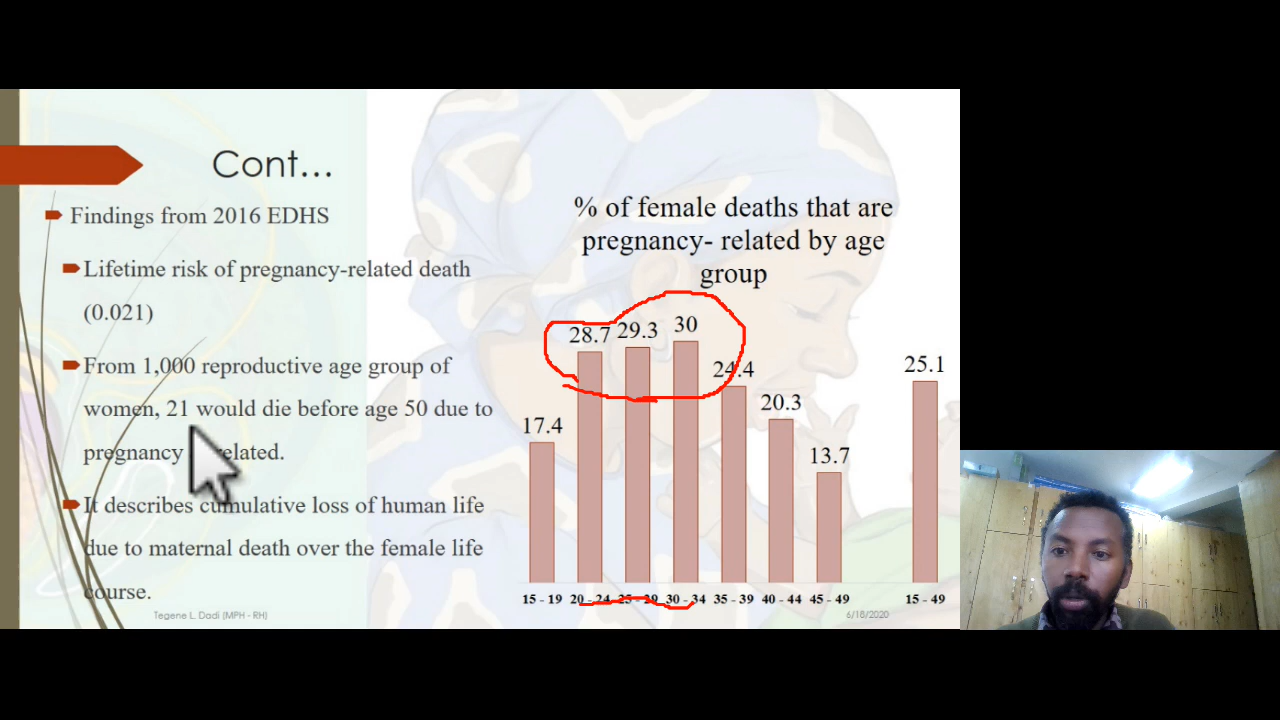 Cont...
Findings from 2016 EDHS
Lifetime risk of pregnancy-related death
(0.021)
From 1,000 reproductive age group of
women, 21 would die before age 50 due to
pregnancy related.
It describes cumulative loss of human life
due to maternal death over the female life
course.
% of female deaths that are
pregnancy- related by age
group
17.4
28.7
29.3
30
24.4
20.3
13.7
25.1
15 - 19
20 - 24
25 - 29
30 - 34
35 - 39
40 - 44
45 - 49
15 - 49
Tegene L. Dadi (MPH - RH)
6/18/2020